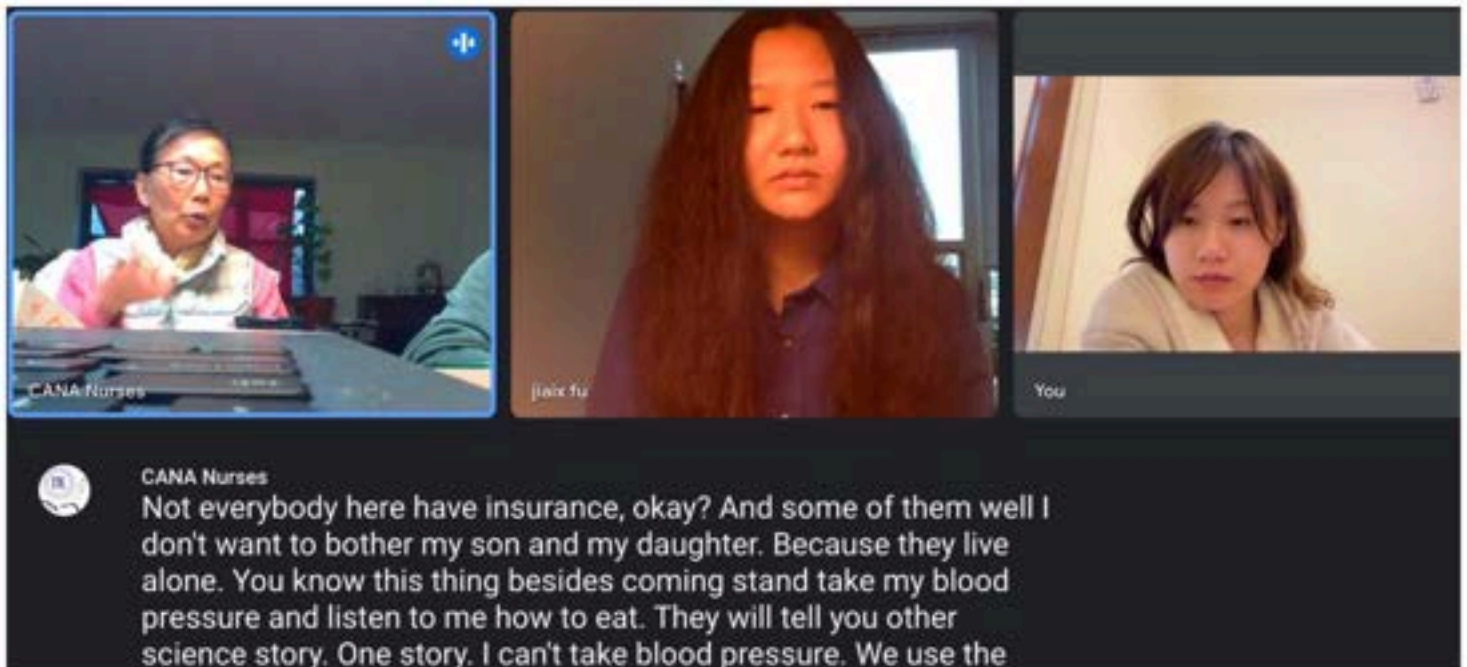 CANA Nurses
jiaix fu
You
CANA Nurses
Not everybody here have insurance, okay? And some of them well I
don't want to bother my son and my daughter. Because they live
alone. You know this thing besides coming stand take my blood
pressure and listen to me how to eat. They will tell you other
science story. One story. I can't take blood pressure. We use the